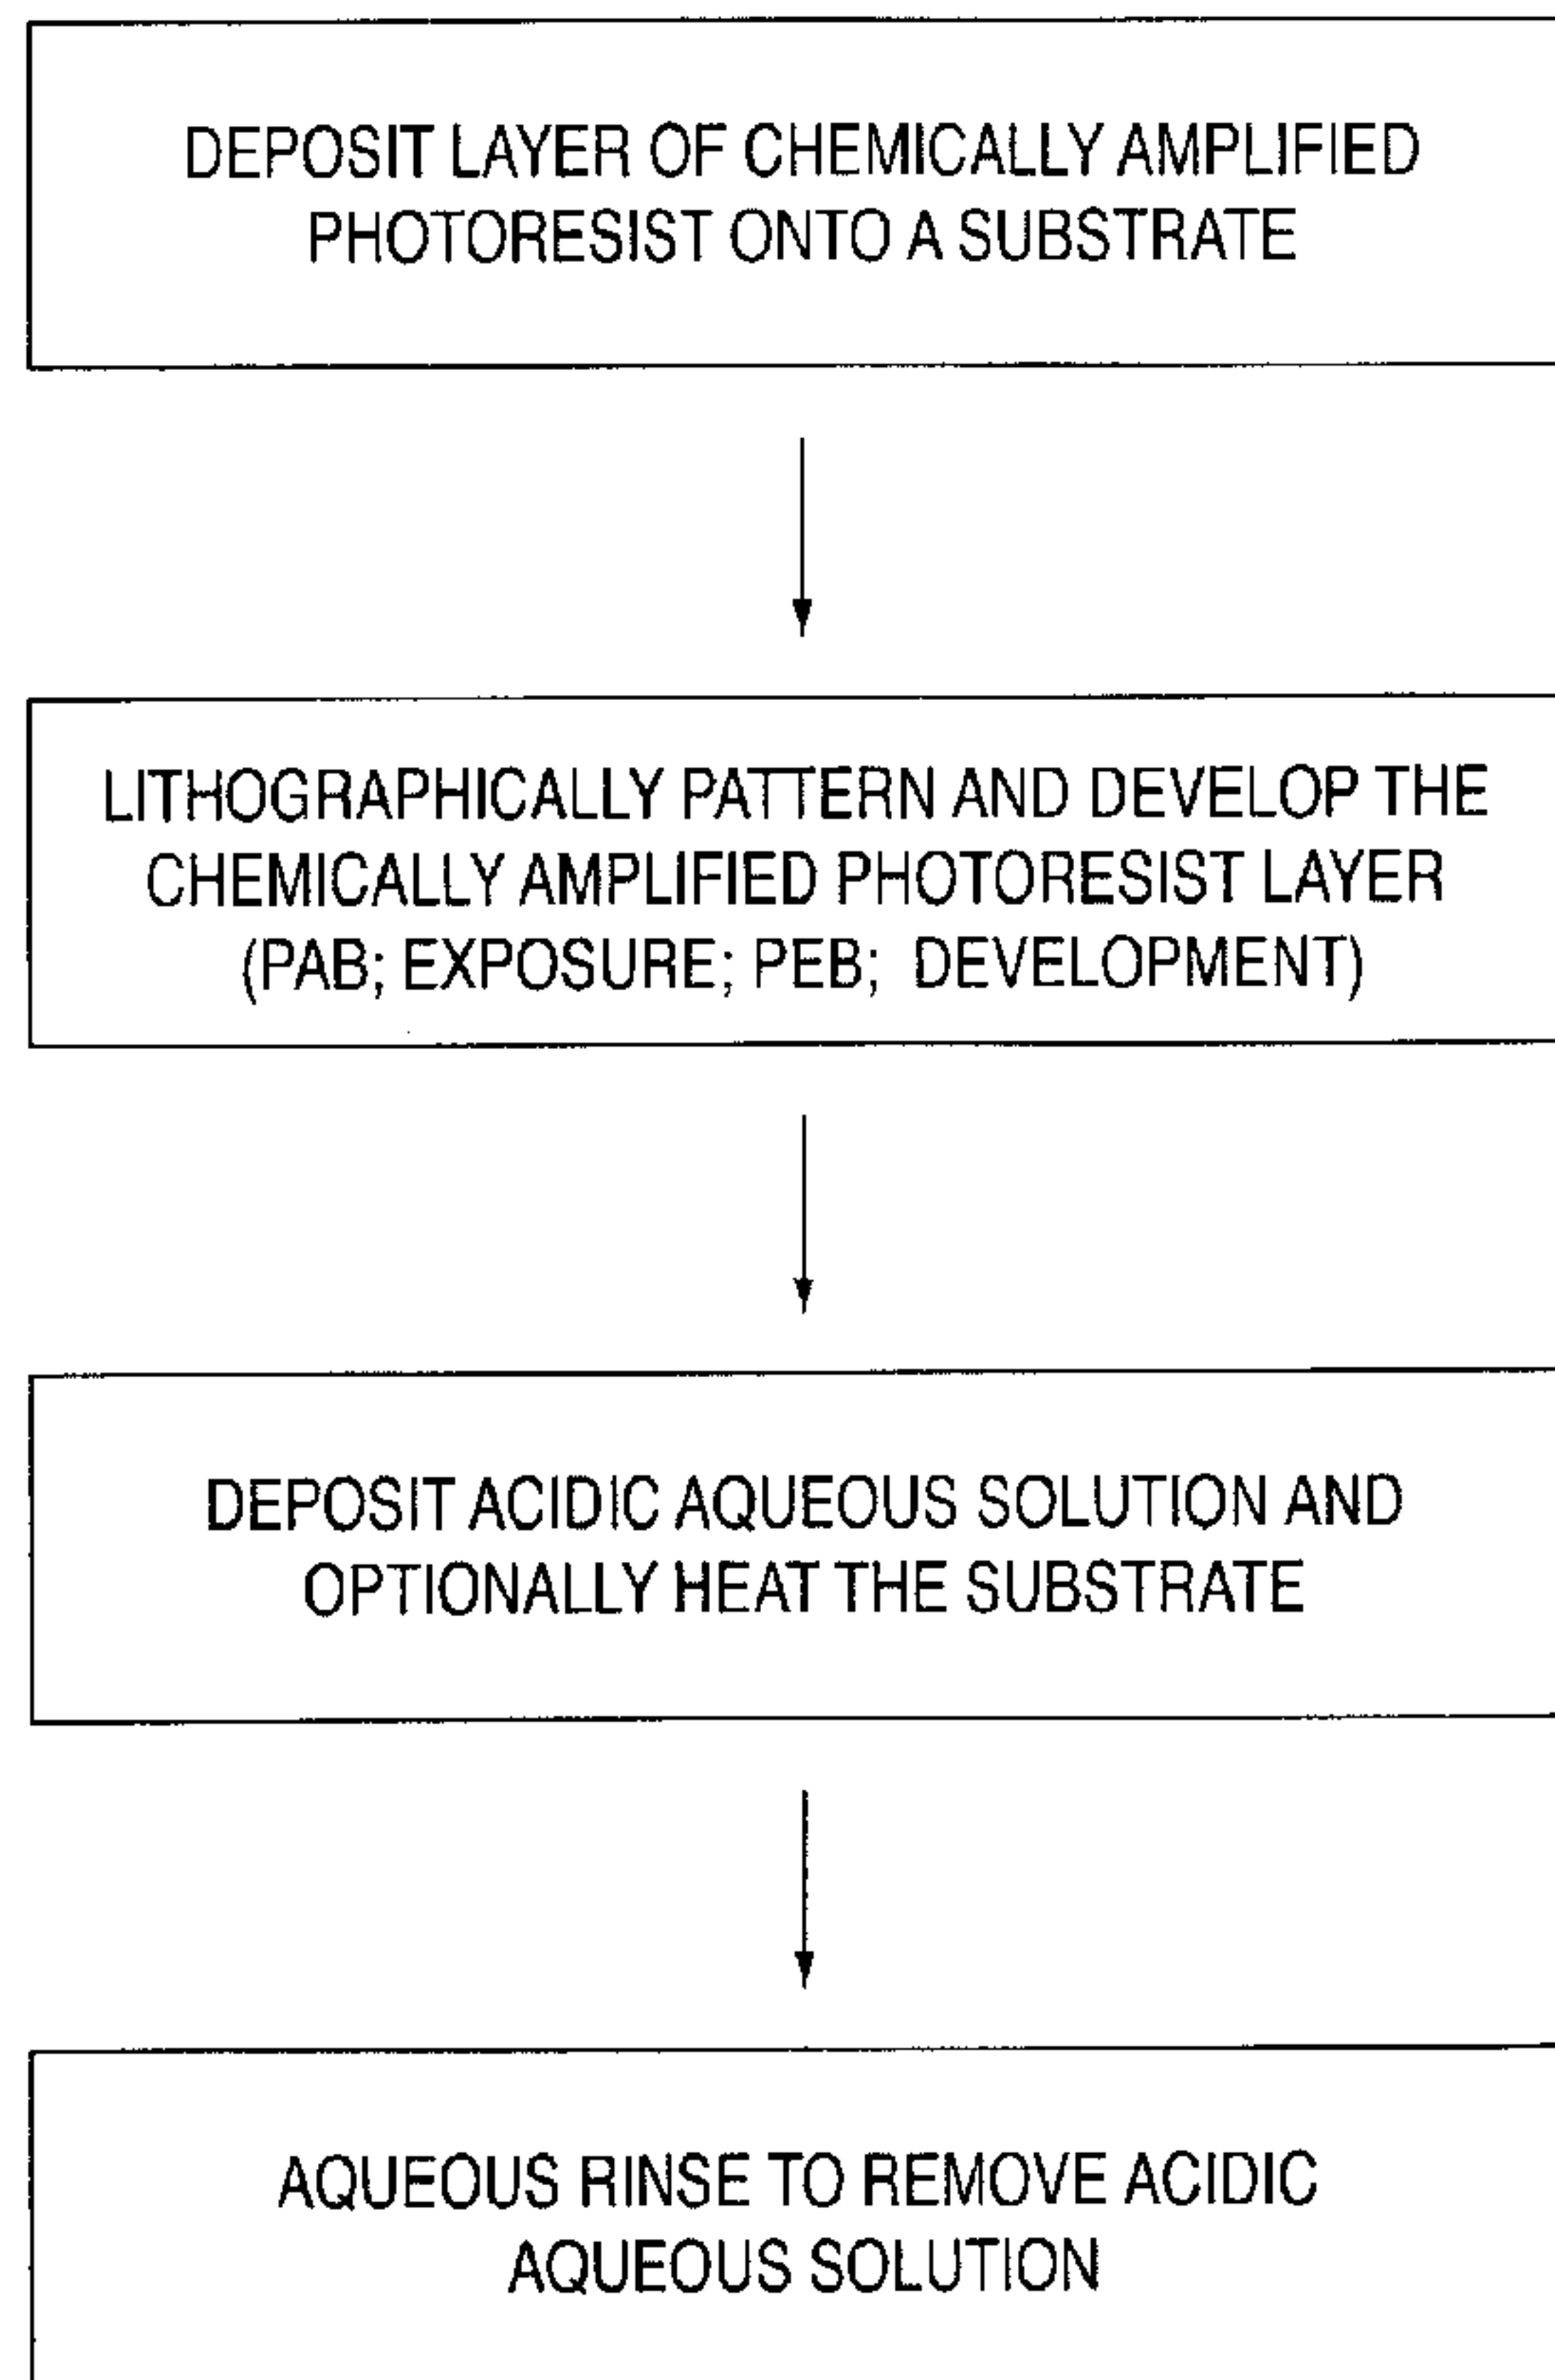 DEPOSIT LAYER OF CHEMICALLY AMPLIFIED
PHOTORESIST ONTO A SUBSTRATE
LITHOGRAPHICALLY PATTERN AND DEVELOP THE
CHEMICALLY AMPLIFIED PHOTORESIST LAYER
(PAB; EXPOSURE; PEB; DEVELOPMENT)
DEPOSIT ACIDIC AQUEOUS SOLUTION AND
OPTIONALLY HEAT THE SUBSTRATE
AQUEOUS RINSE TO REMOVE ACIDIC
AQUEOUS SOLUTION